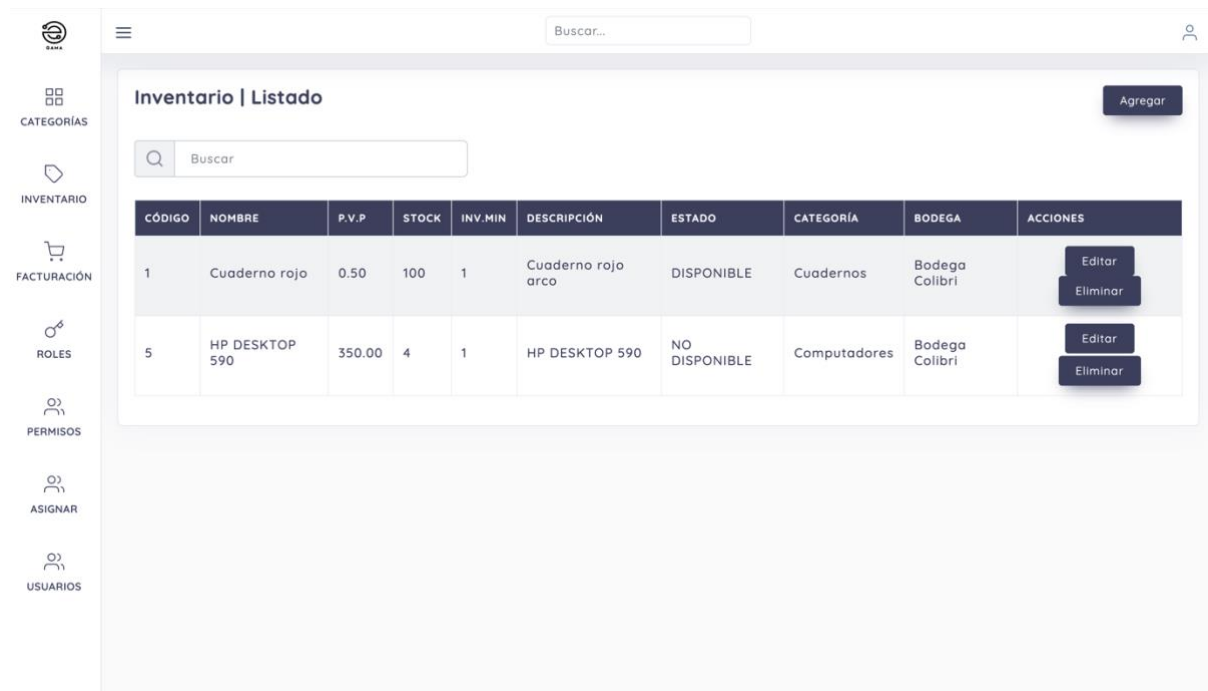 GAMA
Buscar...
CATEGORÍAS
INVENTARIO
FACTURACIÓN
ROLES
PERMISOS
ASIGNAR
USUARIOS
Inventario | Listado
Agregar
Buscar
CÓDIGO NOMBRE P.V.P STOCK INV.MIN DESCRIPCIÓN ESTADO CATEGORÍA BODEGA ACCIONES
1 Cuaderno rojo 0.50 100 1 Cuaderno rojo arco DISPONIBLE Cuadernos Bodega Colibri Editar Eliminar
5 HP DESKTOP 590 350.00 4 1 HP DESKTOP 590 NO DISPONIBLE Computadores Bodega Colibri Editar Eliminar